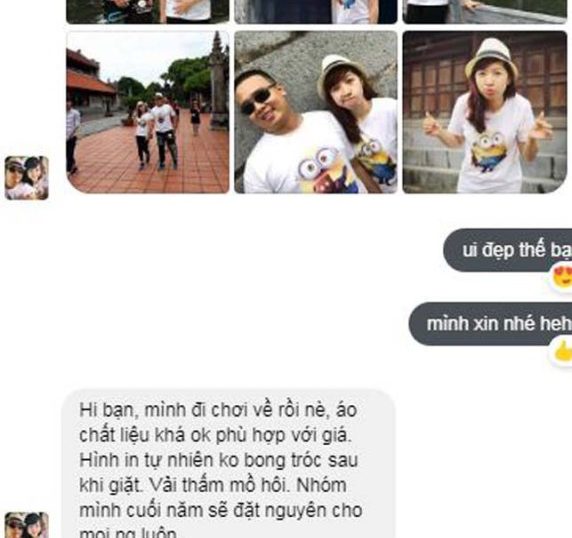 ui đẹp thế
mình xin nhé
Hi bạn, mình đi chơi về rồi nè, áo
chất liệu khá ok phù hợp với giá.
Hình in tự nhiên ko bong tróc sau
khi giặt. Vải thấm mồ hôi. Nhóm
mình cuối năm sẽ đặt nguyên cho
mọi ng luôn